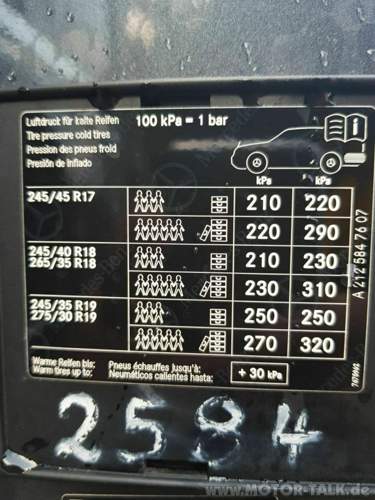 Luftdruck für kalte Reifen 100 kPa = 1 bar
Tire pressure cold tires
Pression des pneus froid
Presión de inflado
kPa kPa
245/45 R17 210 220
220 290
245/40 R18
265/35 R18 210 230
230 310
245/35 R19
275/30 R19 250 250
270 320
Warme Reifen bis: Pneus échauffes Jusqu'à:
Warm tires up to: Neumáticos calientes hasta: + 30 kPa
A 212 584 76 07
2584
www.MOTOR-TALK.de